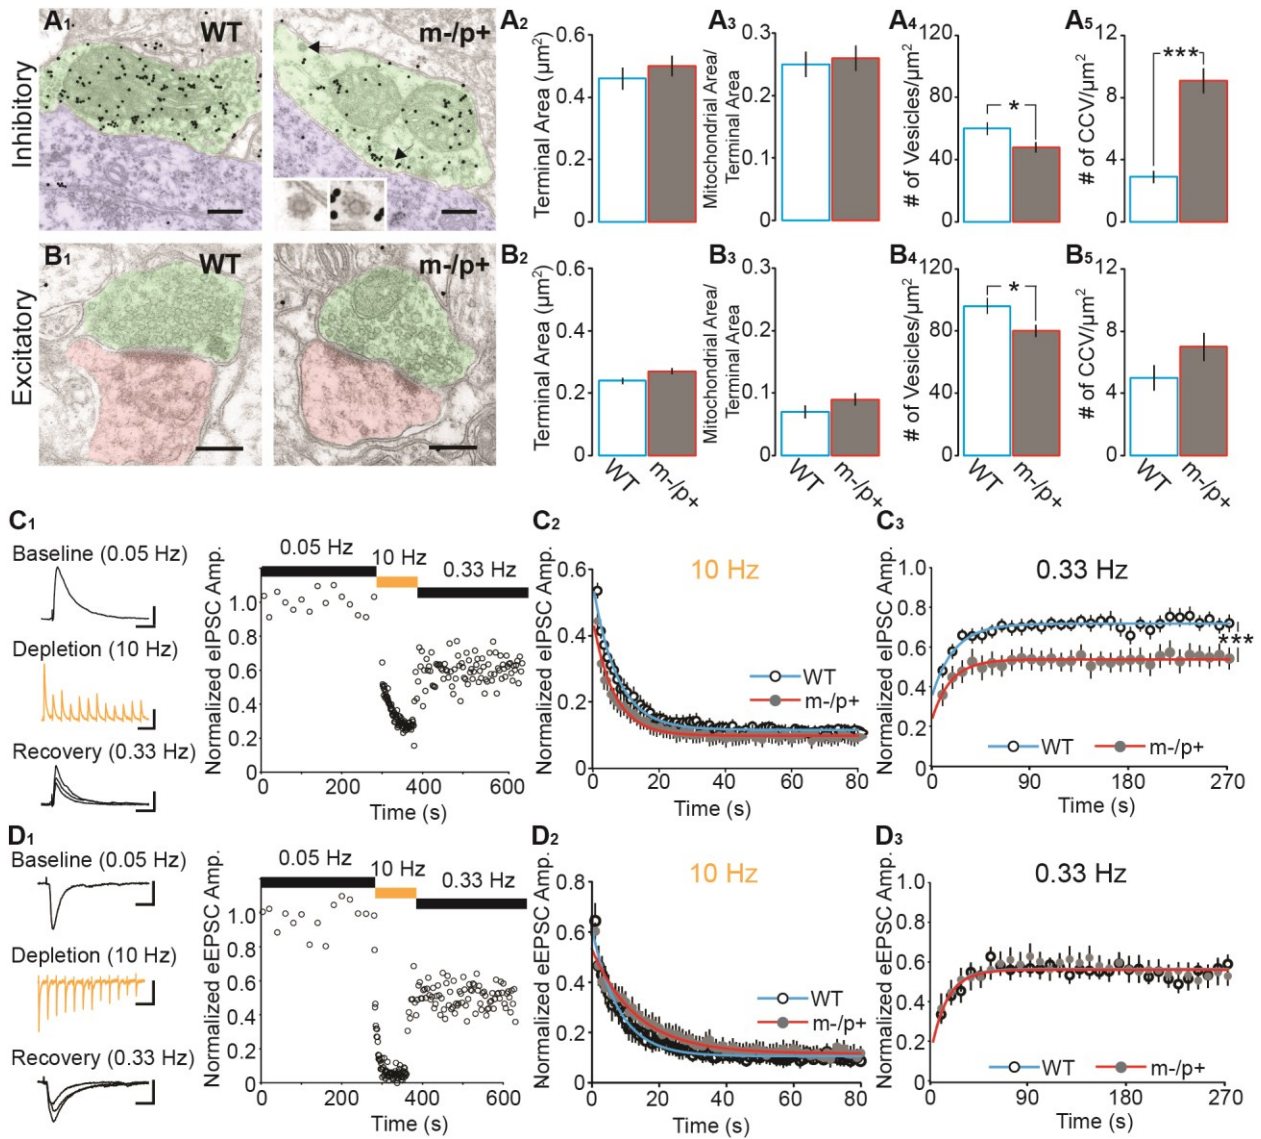 A1 WT m-/p+ A2 A3 A4 A5
Inhibitory
Terminal Area (µm²)
0.6
0.4
0.2
0
Mitochondrial Area/
Terminal Area
0.3
0.2
0.1
0
# of Vesicles/µm²
120
80
40
0
*
# of CCV/µm²
12
8
4
0
***
B1 WT m-/p+ B2 B3 B4 B5
Excitatory
Terminal Area (µm²)
0.6
0.4
0.2
0
WT m-/p+
Mitochondrial Area/
Terminal Area
0.3
0.2
0.1
0
WT m-/p+
# of Vesicles/µm²
120
80
40
0
*
WT m-/p+
# of CCV/µm²
12
8
4
0
WT m-/p+
C1
Baseline (0.05 Hz)
Depletion (10 Hz)
Recovery (0.33 Hz)
Normalized eIPSC Amp.
0.05 Hz 10 Hz 0.33 Hz
1.0
0.8
0.6
0.4
0.2
0
0 200 400 600
Time (s)
C2
10 Hz
Normalized eIPSC Amp.
0.6
0.4
0.2
0
WT
m-/p+
0 20 40 60 80
Time (s)
C3
0.33 Hz
Normalized eIPSC Amp.
1.0
0.8
0.6
0.4
0.2
0
***
WT m-/p+
0 90 180 270
Time (s)
D1
Baseline (0.05 Hz)
Depletion (10 Hz)
Recovery (0.33 Hz)
Normalized eEPSC Amp.
0.05 Hz 10 Hz 0.33 Hz
1.0
0.8
0.6
0.4
0.2
0
0 200 400 600
Time (s)
D2
10 Hz
Normalized eEPSC Amp.
0.8
0.6
0.4
0.2
0
WT
m-/p+
0 20 40 60 80
Time (s)
D3
0.33 Hz
Normalized eEPSC Amp.
1.0
0.8
0.6
0.4
0.2
0
WT m-/p+
0 90 180 270
Time (s)